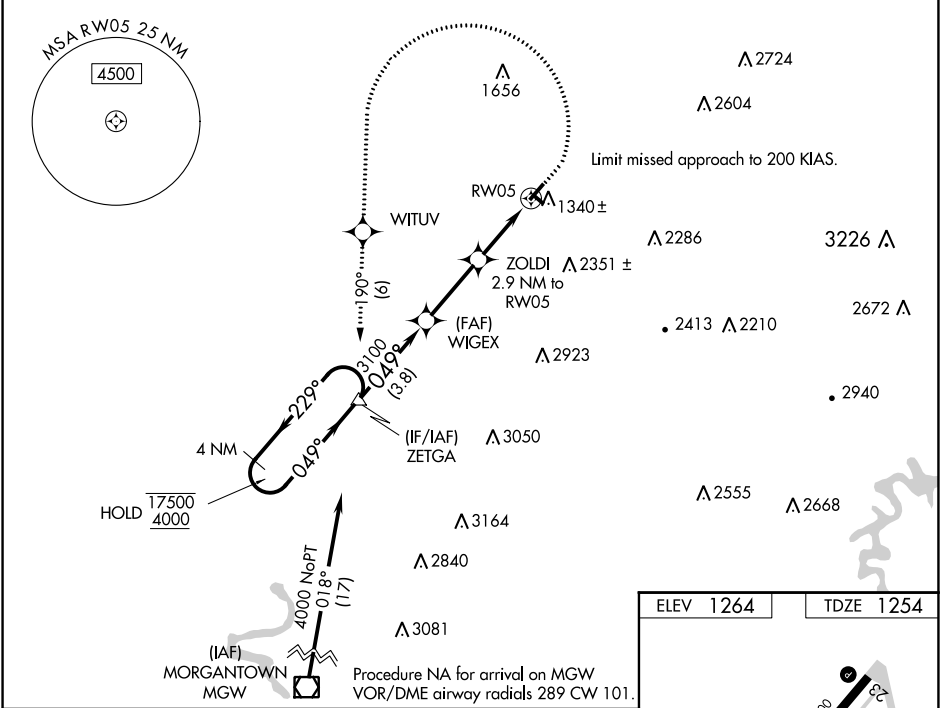 MSA RW05 25 NM
4500
1656
2724
2604
Limit missed approach to 200 KIAS.
RW05
1340 ±
WITUV
2286
3226
ZOLDI
2.9 NM to
RW05
2351 ±
190°
(6)
(FAF)
WIGEX
2672
2413
2210
3100
049°
(3.8)
2923
2940
229°
049°
4 NM
(IF/IAF)
ZETGA
3050
HOLD
17500
4000
2555
2668
3164
4000 NoPT
018°
(17)
2840
3081
ELEV 1264
TDZE 1254
(IAF)
MORGANTOWN
MGW
Procedure NA for arrival on MGW
VOR/DME airway radials 289 CW 101.
P
23